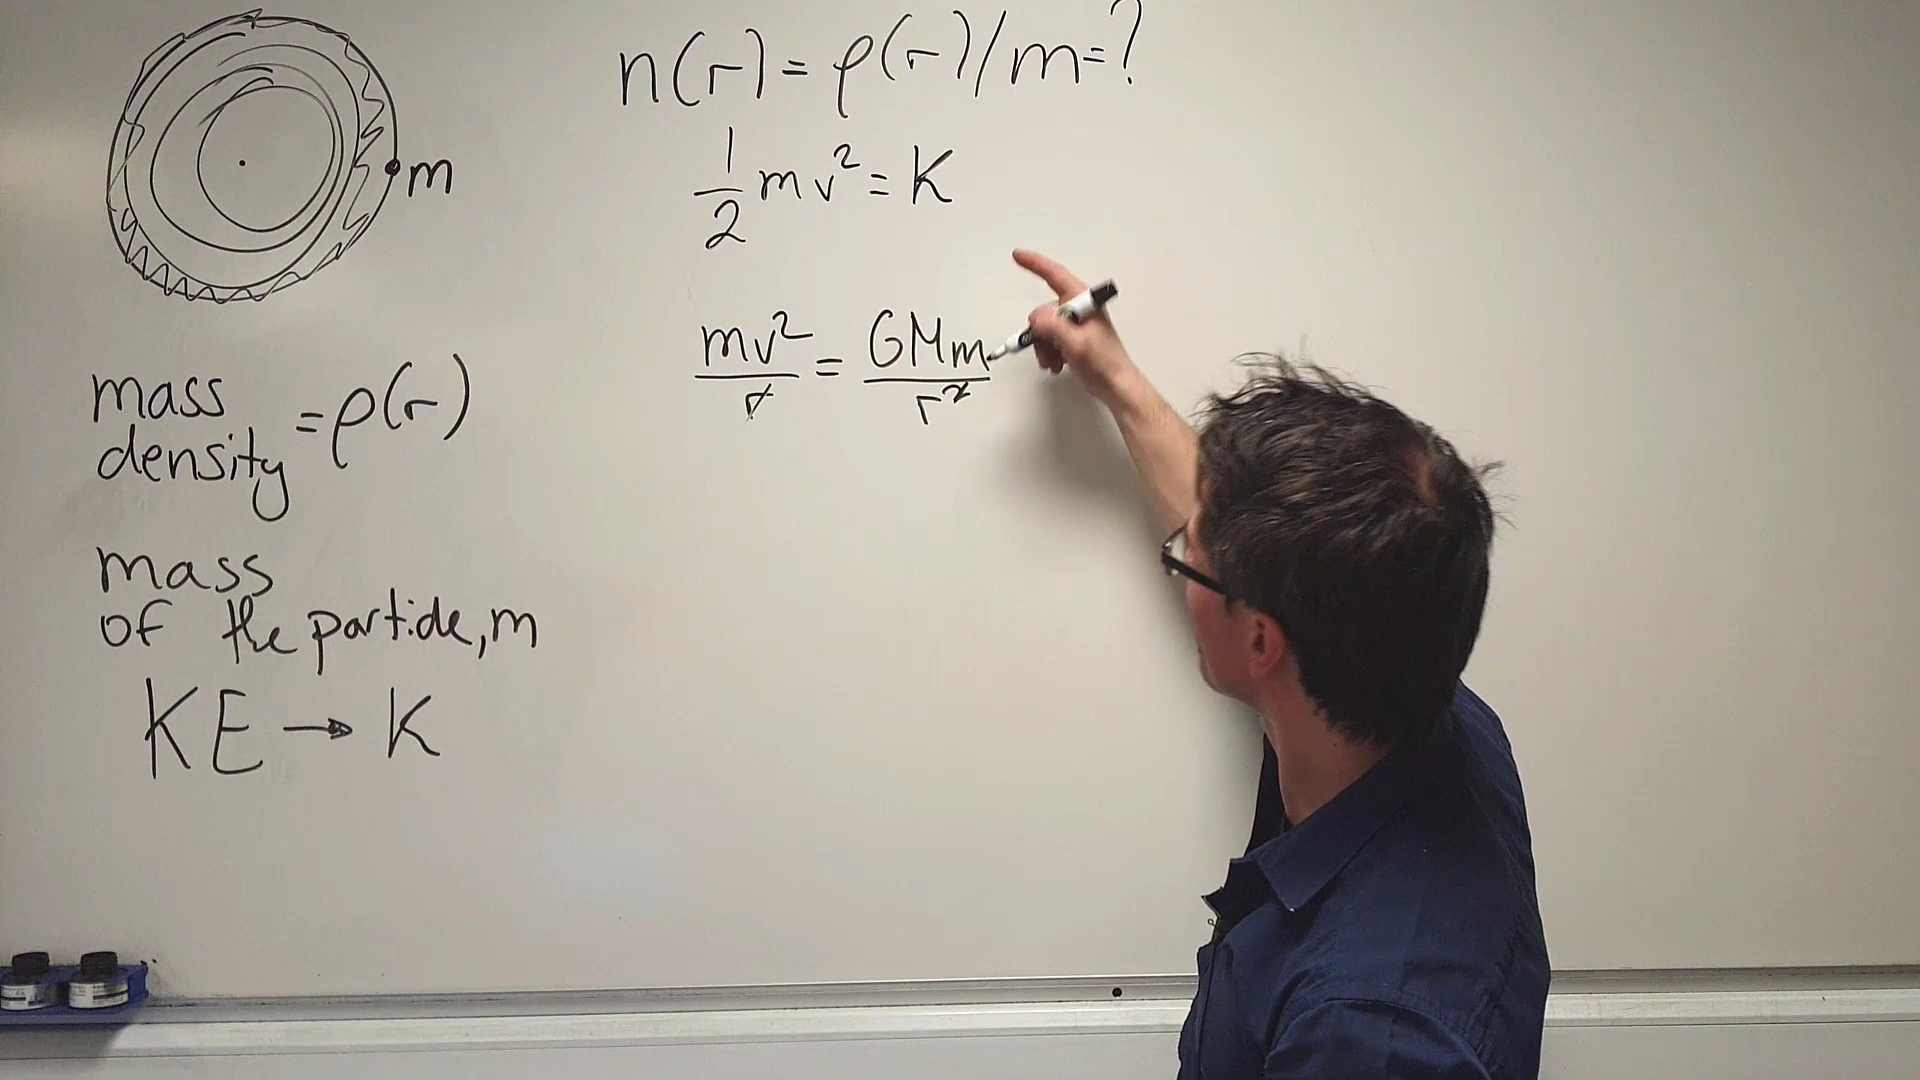 m
mass
density = ρ(r)
mass
of the particle, m
KE → K
n(r) = ρ(r)/m=?
1/2 mv² = K
mv²/r = GMm/r²